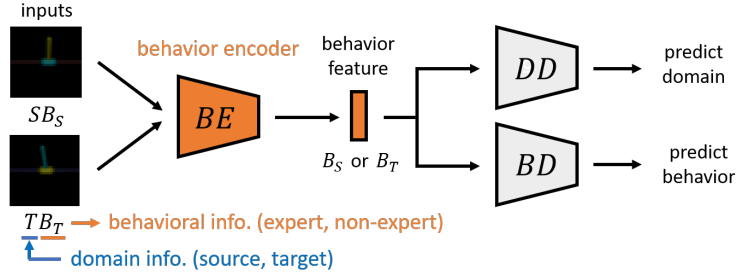 inputs
behavior encoder
behavior
feature
SB_S
BE
B_S or B_T
DD
predict
domain
BD
predict
behavior
TB_T
behavioral info. (expert, non-expert)
domain info. (source, target)